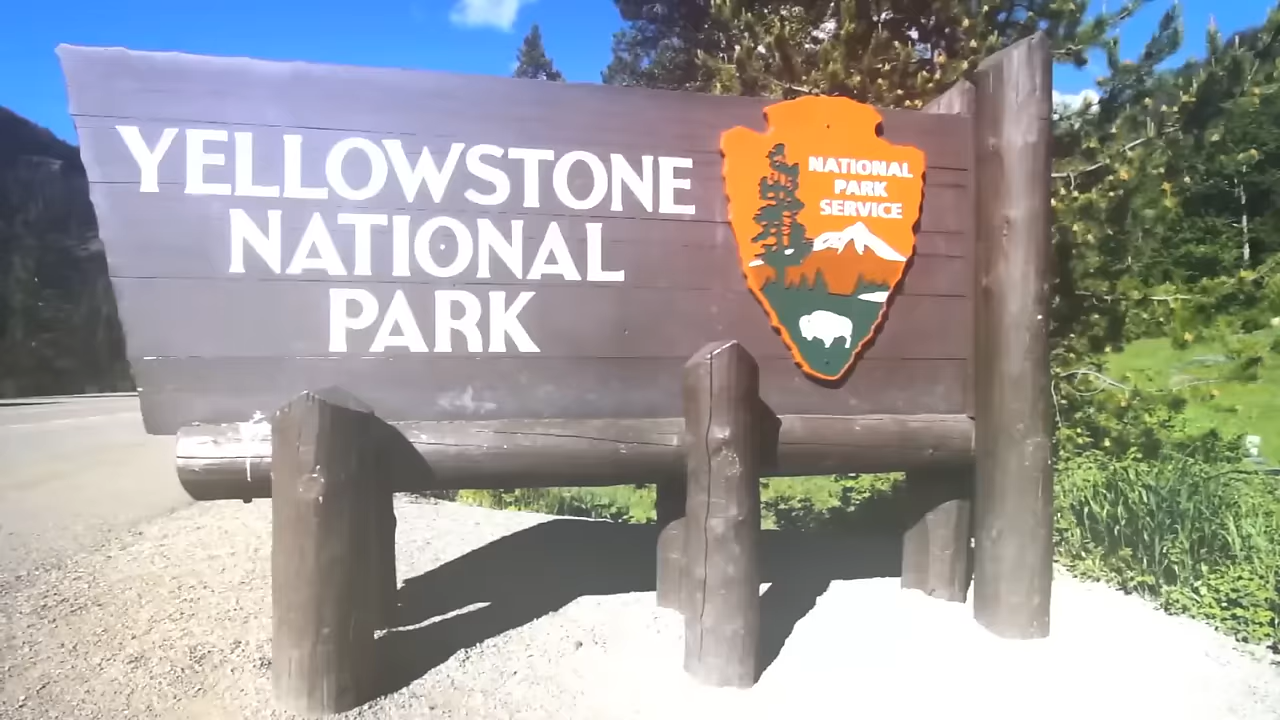 YELLOWSTONE
NATIONAL
PARK
NATIONAL
PARK
SERVICE